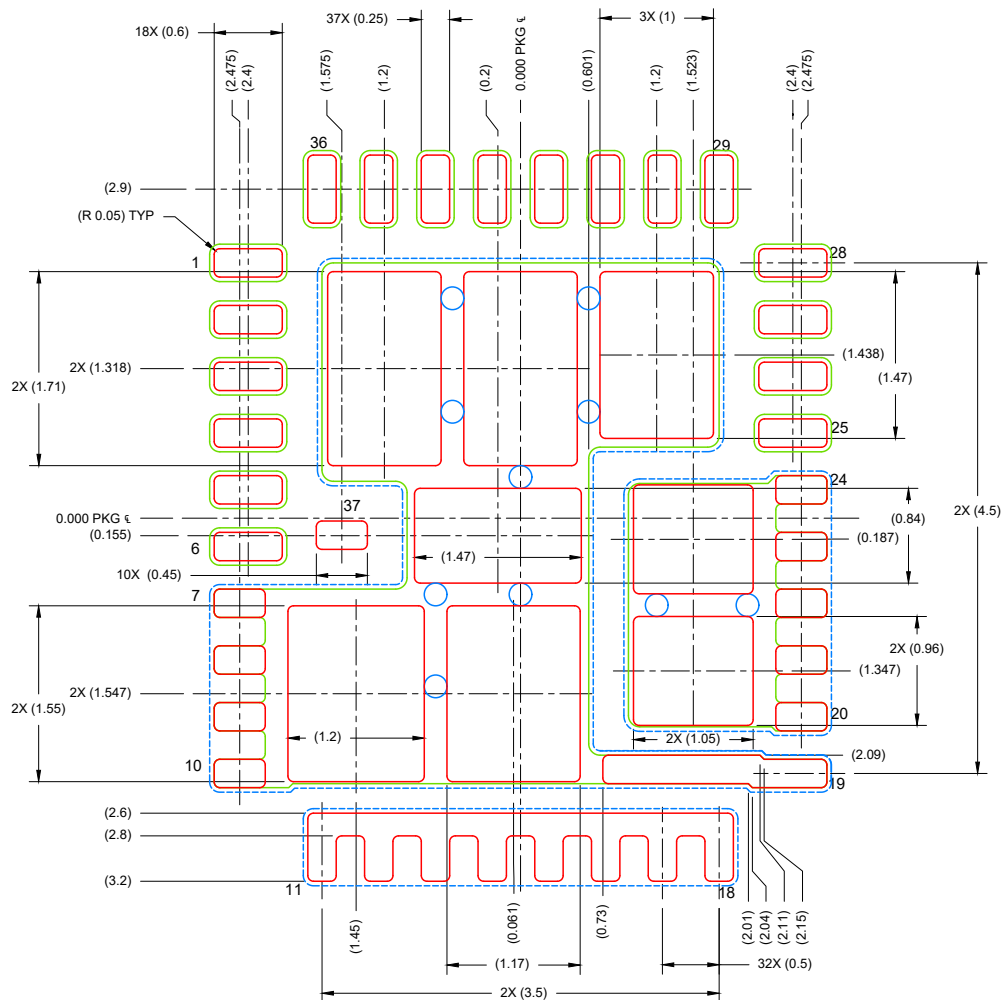 37X (0.25)
3X (1)
18X (0.6)
(2.475)
(2.4)
(1.575)
(1.2)
(0.2)
0.000 PKG ℄
(0.601)
(1.2)
(1.523)
(2.4)
(2.475)
36
29
(2.9)
(R 0.05) TYP
1
28
2X (1.318)
(1.438)
2X (1.71)
(1.47)
25
24
37
0.000 PKG ℄
(0.155)
(0.84)
2X (4.5)
(0.187)
6
(1.47)
10X (0.45)
7
2X (0.96)
(1.347)
2X (1.547)
2X (1.55)
20
(1.2)
2X (1.05)
(2.09)
10
19
(2.6)
(2.8)
(3.2)
11
18
(1.45)
(0.061)
(0.73)
(2.01)
(2.04)
(2.11)
(2.15)
(1.17)
32X (0.5)
2X (3.5)